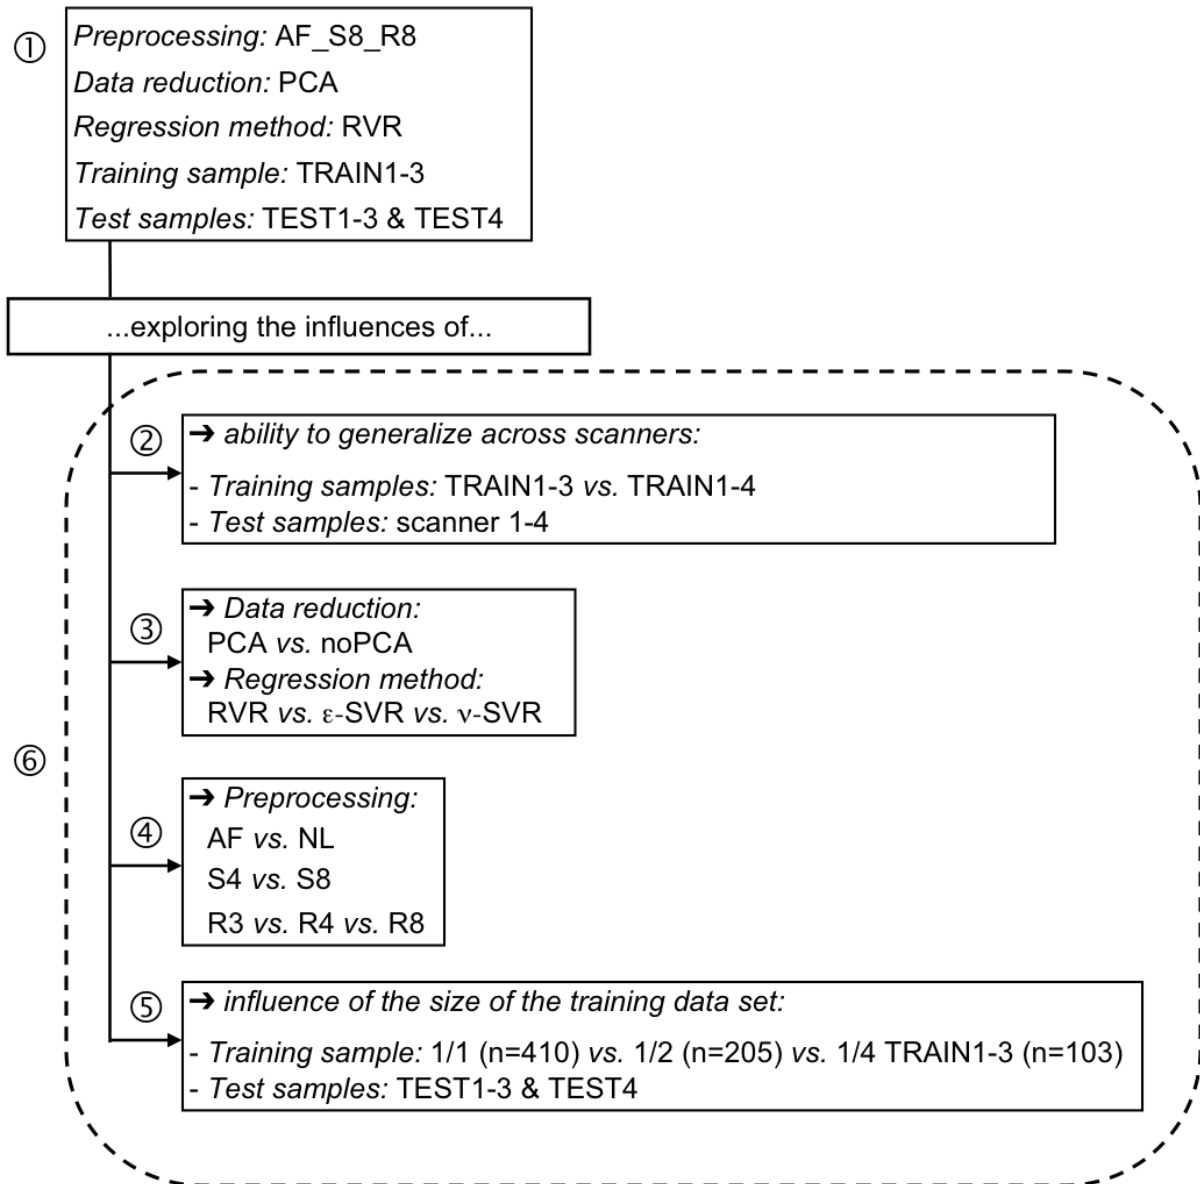 ①
Preprocessing: AF_S8_R8
Data reduction: PCA
Regression method: RVR
Training sample: TRAIN1-3
Test samples: TEST1-3 & TEST4
...exploring the influences of...
②
➔ ability to generalize across scanners:
- Training samples: TRAIN1-3 vs. TRAIN1-4
- Test samples: scanner 1-4
③
➔ Data reduction:
PCA vs. noPCA
➔ Regression method:
RVR vs. ε-SVR vs. ν-SVR
⑥
④
➔ Preprocessing:
AF vs. NL
S4 vs. S8
R3 vs. R4 vs. R8
⑤
➔ influence of the size of the training data set:
- Training sample: 1/1 (n=410) vs. 1/2 (n=205) vs. 1/4 TRAIN1-3 (n=103)
- Test samples: TEST1-3 & TEST4